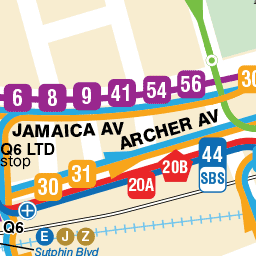 6 8 9 41 54 56 30
JAMAICA AV
ARCHER AV
Q6 LTD
stop
30 31 20A 20B 44
SBS
Q6
E J Z
Sutphin Blvd